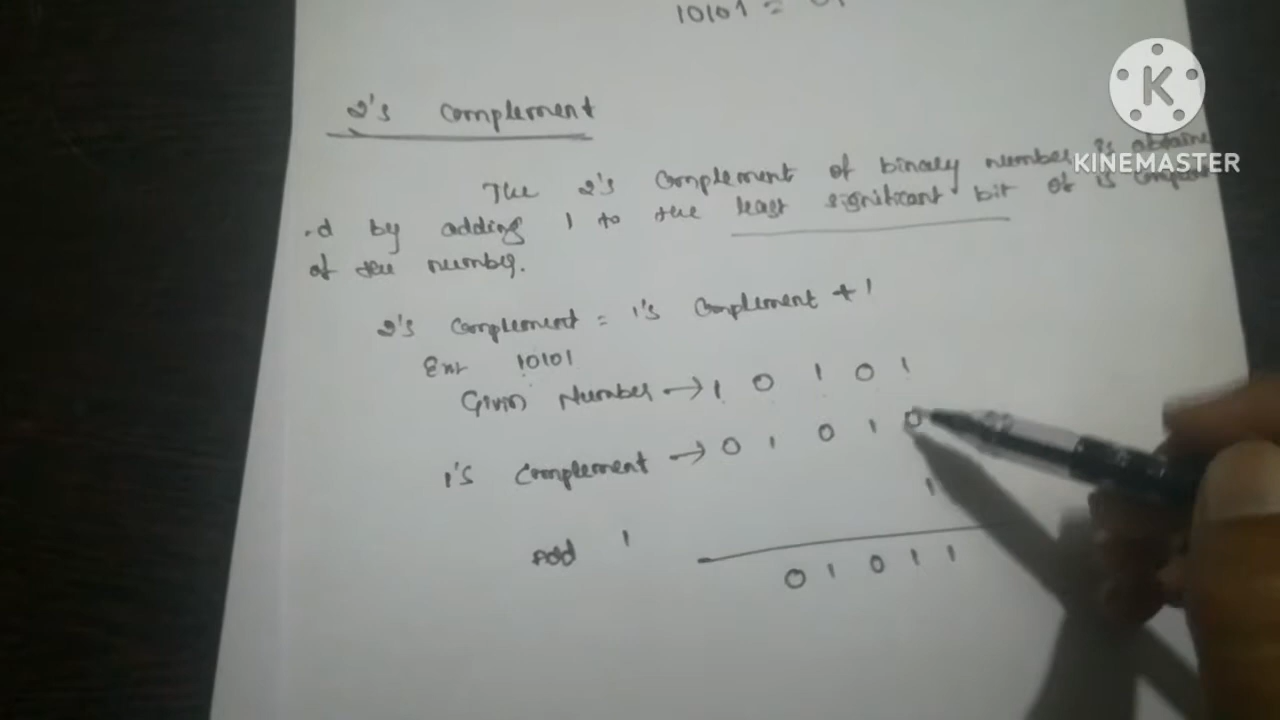 10101 =
2's complement
KINEMASTER
The 2's complement of binary number is obtaine
.d by adding 1 to the least significant bit of 1's
of the number.
2's complement = 1's complement + 1
Ex: 10101
Given Number → 1 0 1 0 1
1's complement → 0 1 0 1 0
1
Add 1
0 1 0 1 1